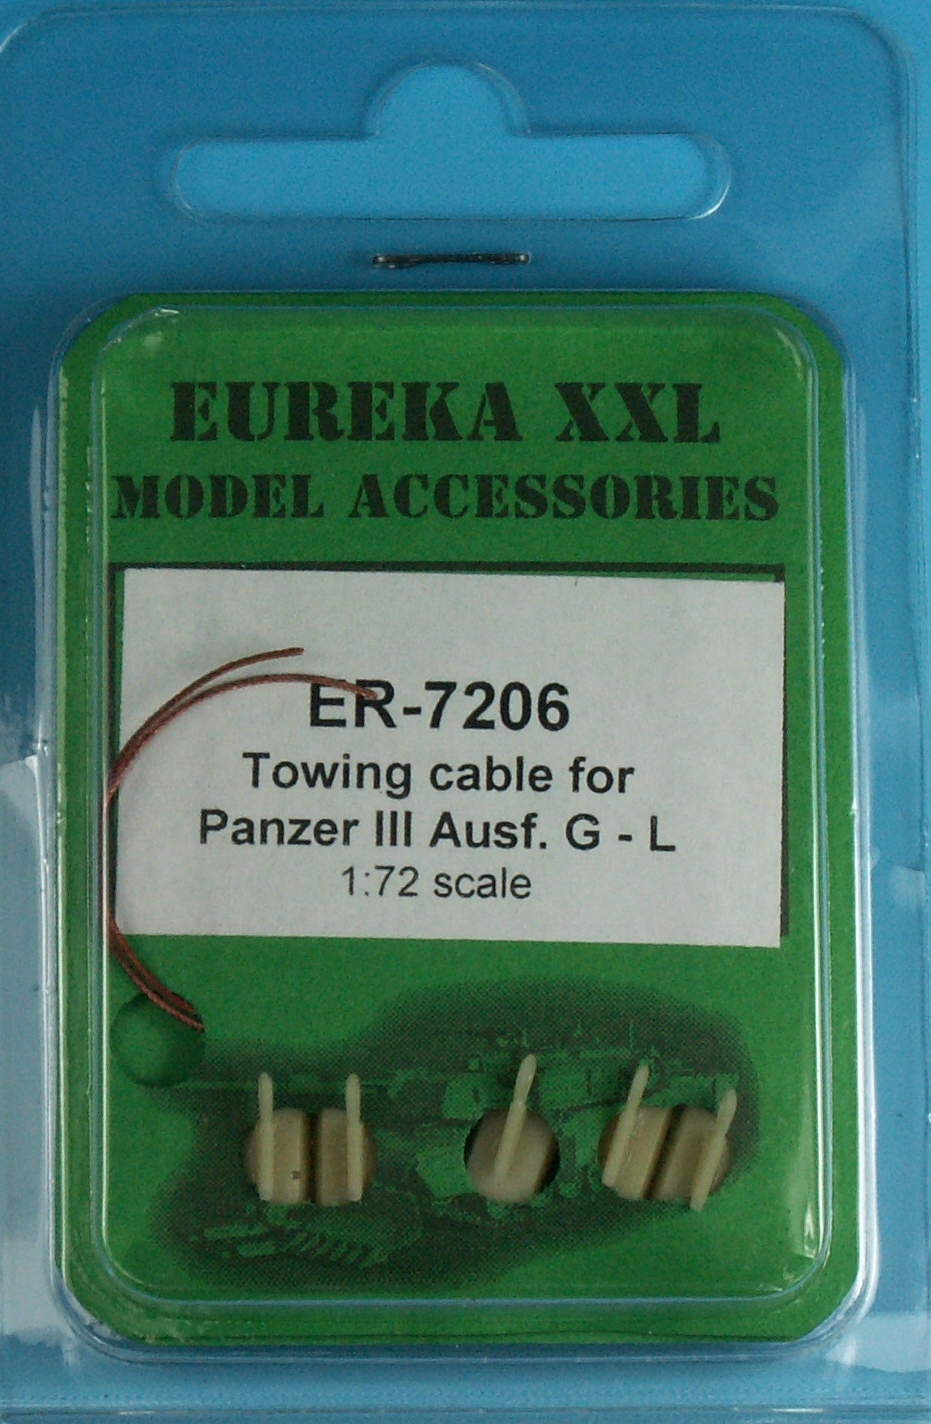 EUREKA XXL
MODEL ACCESSORIES
ER-7206
Towing cable for
Panzer III Ausf. G - L
1:72 scale